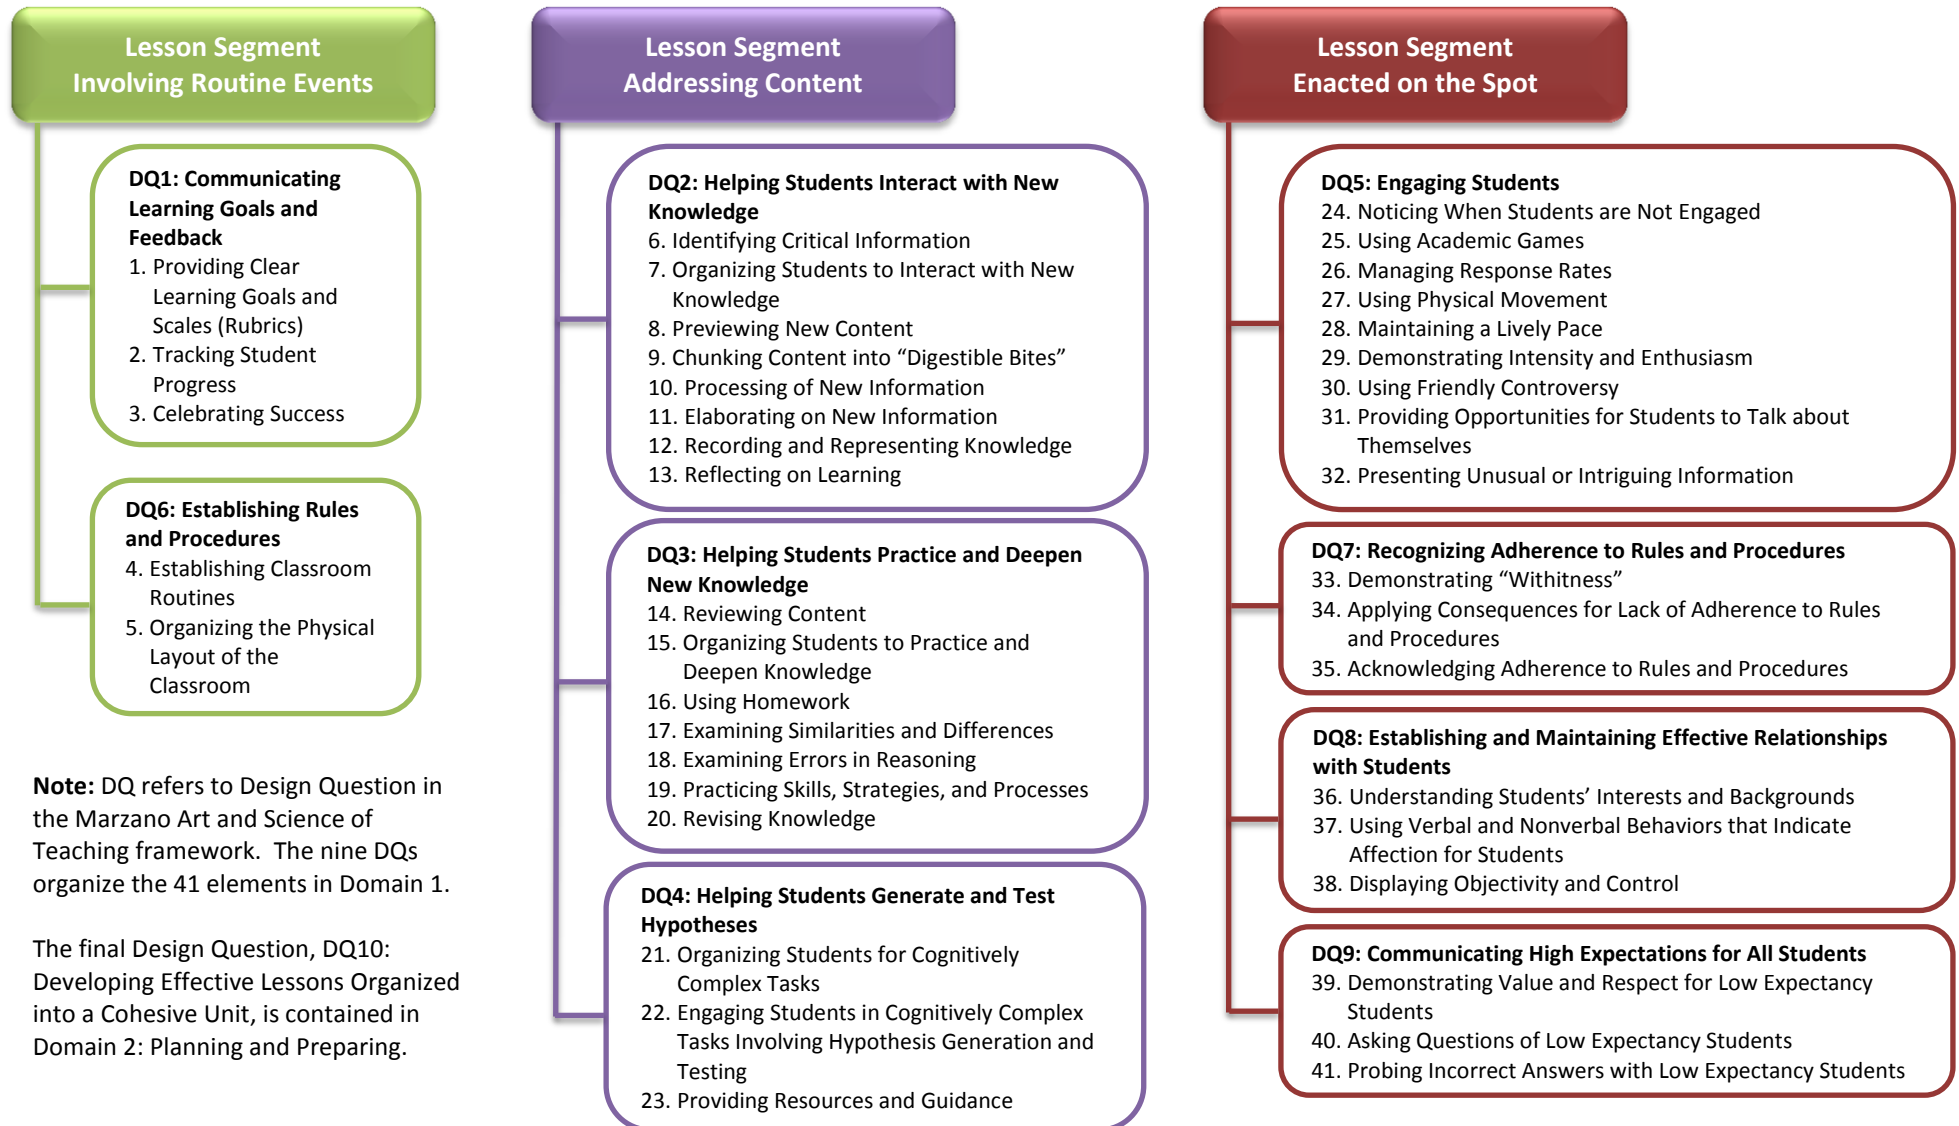 Lesson Segment
Involving Routine Events
DQ1: Communicating
Learning Goals and
Feedback
1. Providing Clear
Learning Goals and
Scales (Rubrics)
2. Tracking Student
Progress
3. Celebrating Success
DQ6: Establishing Rules
and Procedures
4. Establishing Classroom
Routines
5. Organizing the Physical
Layout of the
Classroom
Note: DQ refers to Design Question in
the Marzano Art and Science of
Teaching framework. The nine DQs
organize the 41 elements in Domain 1.
The final Design Question, DQ10:
Developing Effective Lessons Organized
into a Cohesive Unit, is contained in
Domain 2: Planning and Preparing.
Lesson Segment
Addressing Content
DQ2: Helping Students Interact with New
Knowledge
6. Identifying Critical Information
7. Organizing Students to Interact with New
Knowledge
8. Previewing New Content
9. Chunking Content into “Digestible Bites”
10. Processing of New Information
11. Elaborating on New Information
12. Recording and Representing Knowledge
13. Reflecting on Learning
DQ3: Helping Students Practice and Deepen
New Knowledge
14. Reviewing Content
15. Organizing Students to Practice and
Deepen Knowledge
16. Using Homework
17. Examining Similarities and Differences
18. Examining Errors in Reasoning
19. Practicing Skills, Strategies, and Processes
20. Revising Knowledge
DQ4: Helping Students Generate and Test
Hypotheses
21. Organizing Students for Cognitively
Complex Tasks
22. Engaging Students in Cognitively Complex
Tasks Involving Hypothesis Generation and
Testing
23. Providing Resources and Guidance
Lesson Segment
Enacted on the Spot
DQ5: Engaging Students
24. Noticing When Students are Not Engaged
25. Using Academic Games
26. Managing Response Rates
27. Using Physical Movement
28. Maintaining a Lively Pace
29. Demonstrating Intensity and Enthusiasm
30. Using Friendly Controversy
31. Providing Opportunities for Students to Talk about
Themselves
32. Presenting Unusual or Intriguing Information
DQ7: Recognizing Adherence to Rules and Procedures
33. Demonstrating “Withitness”
34. Applying Consequences for Lack of Adherence to Rules
and Procedures
35. Acknowledging Adherence to Rules and Procedures
DQ8: Establishing and Maintaining Effective Relationships
with Students
36. Understanding Students’ Interests and Backgrounds
37. Using Verbal and Nonverbal Behaviors that Indicate
Affection for Students
38. Displaying Objectivity and Control
DQ9: Communicating High Expectations for All Students
39. Demonstrating Value and Respect for Low Expectancy
Students
40. Asking Questions of Low Expectancy Students
41. Probing Incorrect Answers with Low Expectancy Students